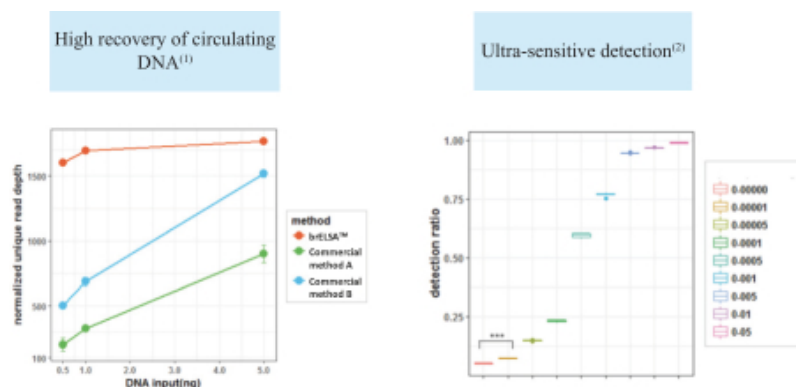 High recovery of circulating
DNA(1)
Ultra-sensitive detection(2)
normalized unique read depth
1500
1000
500
100
0.5
1.0
2.0
3.0
4.0
5.0
DNA input(ng)
method
brELSA™
Commercial
method A
Commercial
method B
detection ratio
1.00
0.75
0.50
0.25
***
0.00000
0.00001
0.00005
0.0001
0.0005
0.001
0.005
0.01
0.05